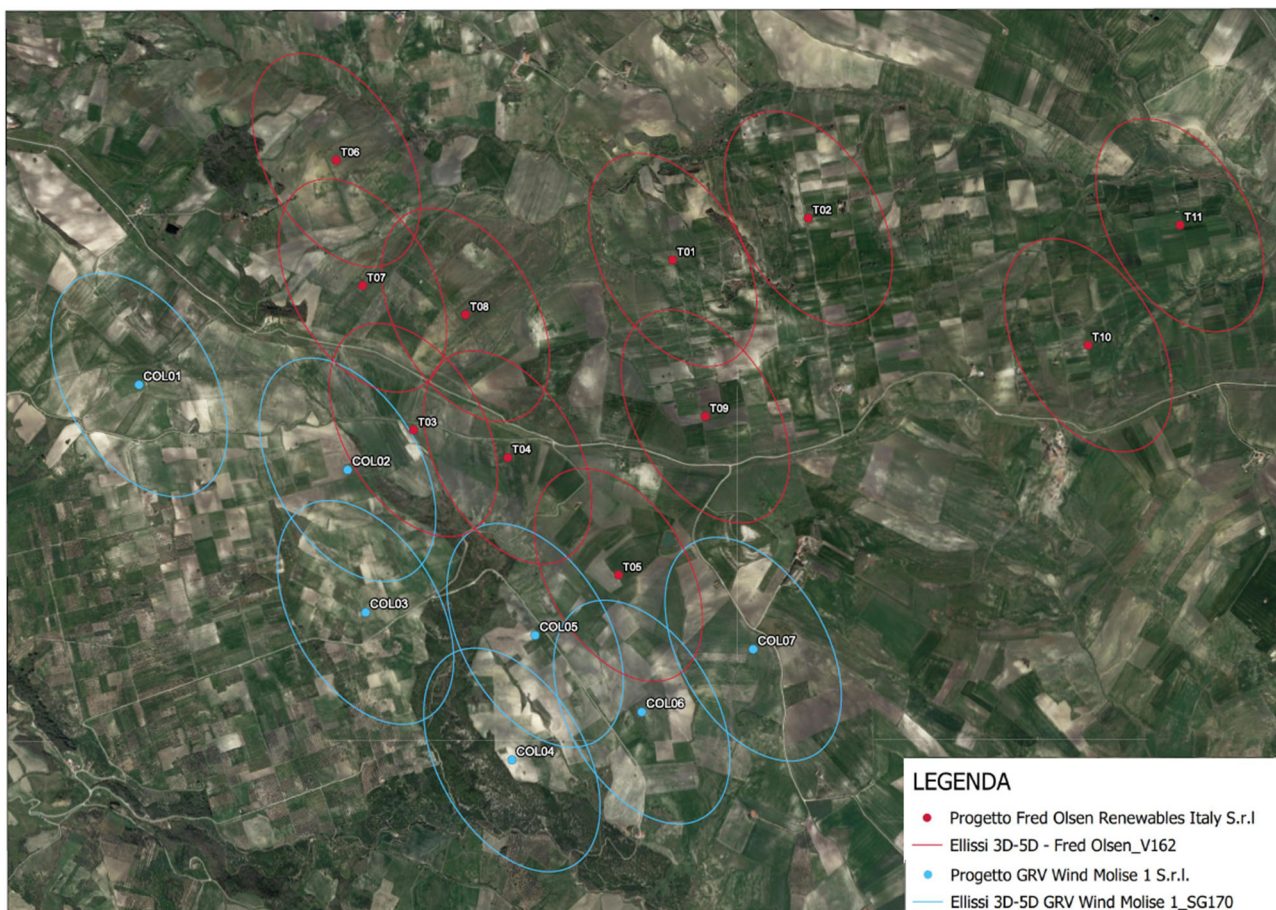 T06
T02
T11
T01
T07
T08
T10
COL01
T09
T03
T04
COL02
T05
COL03
COL05
COL07
COL06
COL04
LEGENDA
Progetto Fred Olsen Renewables Italy S.r.l
Ellissi 3D-5D - Fred Olsen_V162
Progetto GRV Wind Molise 1 S.r.l.
Ellissi 3D-5D GRV Wind Molise 1_SG170